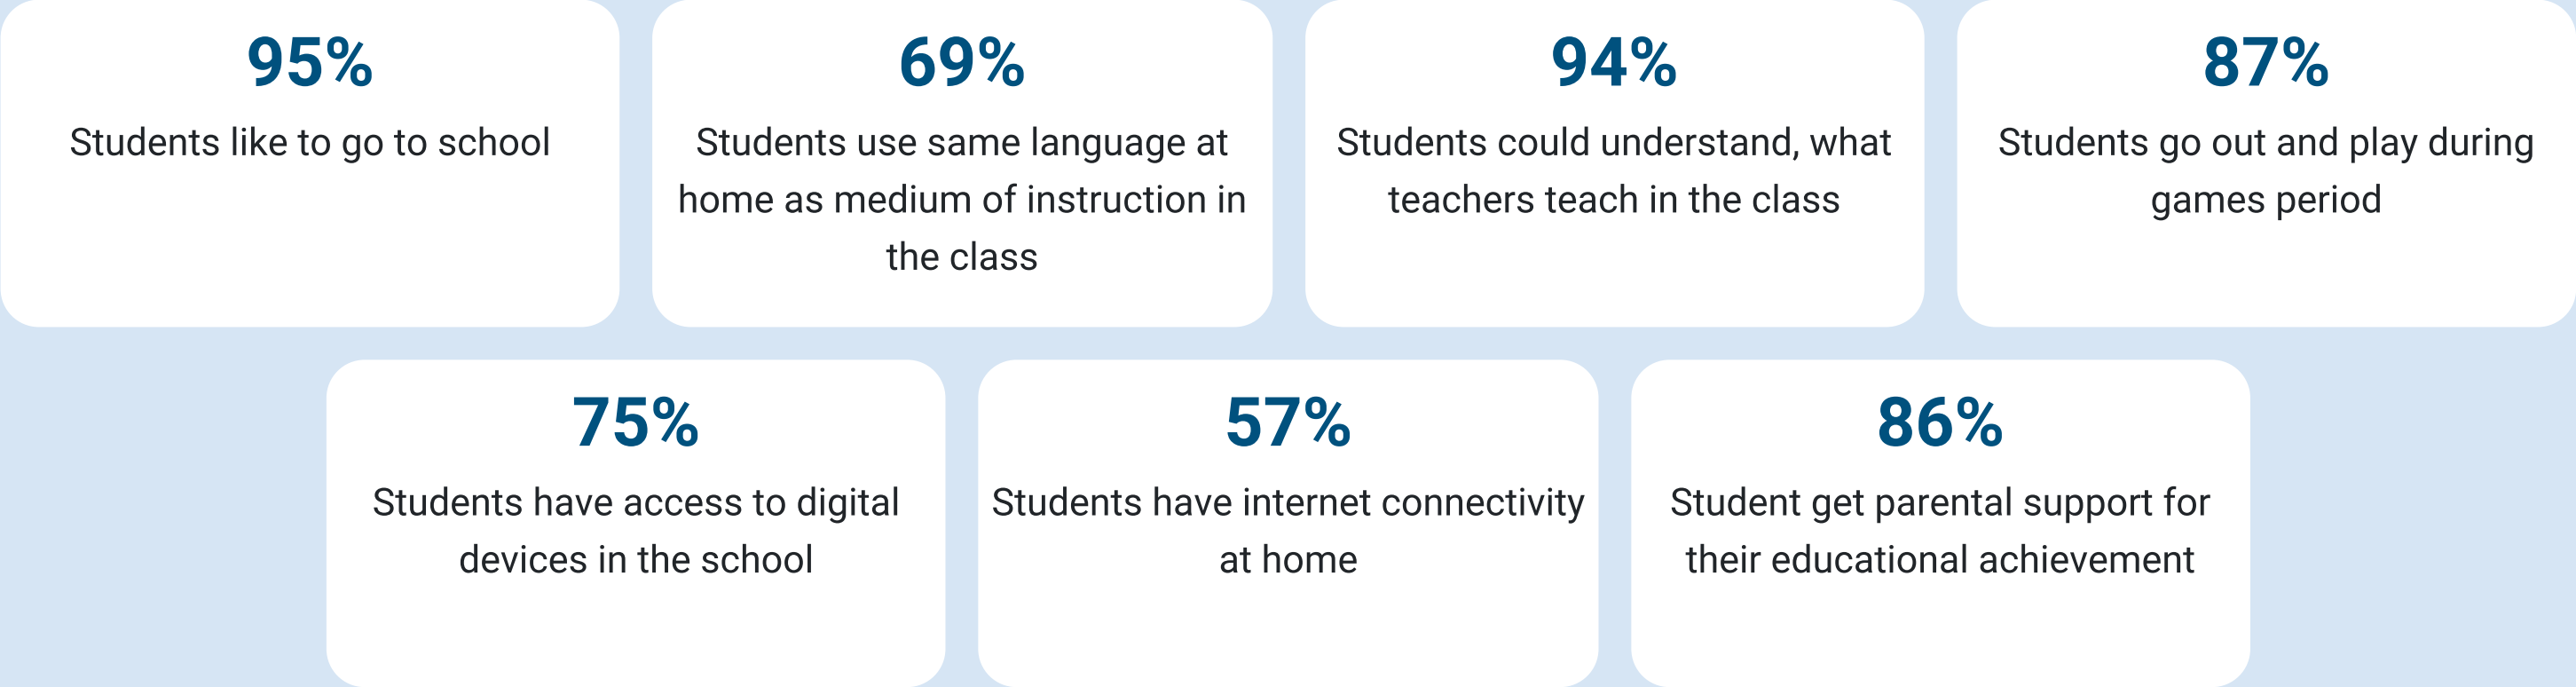 95%
Students like to go to school
69%
Students use same language at
home as medium of instruction in
the class
94%
Students could understand, what
teachers teach in the class
87%
Students go out and play during
games period
75%
Students have access to digital
devices in the school
57%
Students have internet connectivity
at home
86%
Student get parental support for
their educational achievement